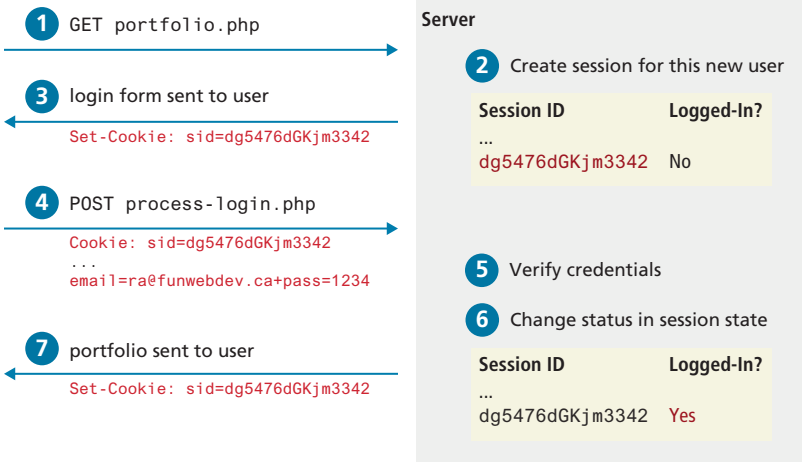 1 GET portfolio.php
Server
2 Create session for this new user
3 login form sent to user
Set-Cookie: sid=dg5476dGKjm3342
Session ID Logged-In?
...
dg5476dGKjm3342 No
4 POST process-login.php
Cookie: sid=dg5476dGKjm3342
...
email=ra@funwebdev.ca+pass=1234
5 Verify credentials
6 Change status in session state
7 portfolio sent to user
Set-Cookie: sid=dg5476dGKjm3342
Session ID Logged-In?
...
dg5476dGKjm3342 Yes